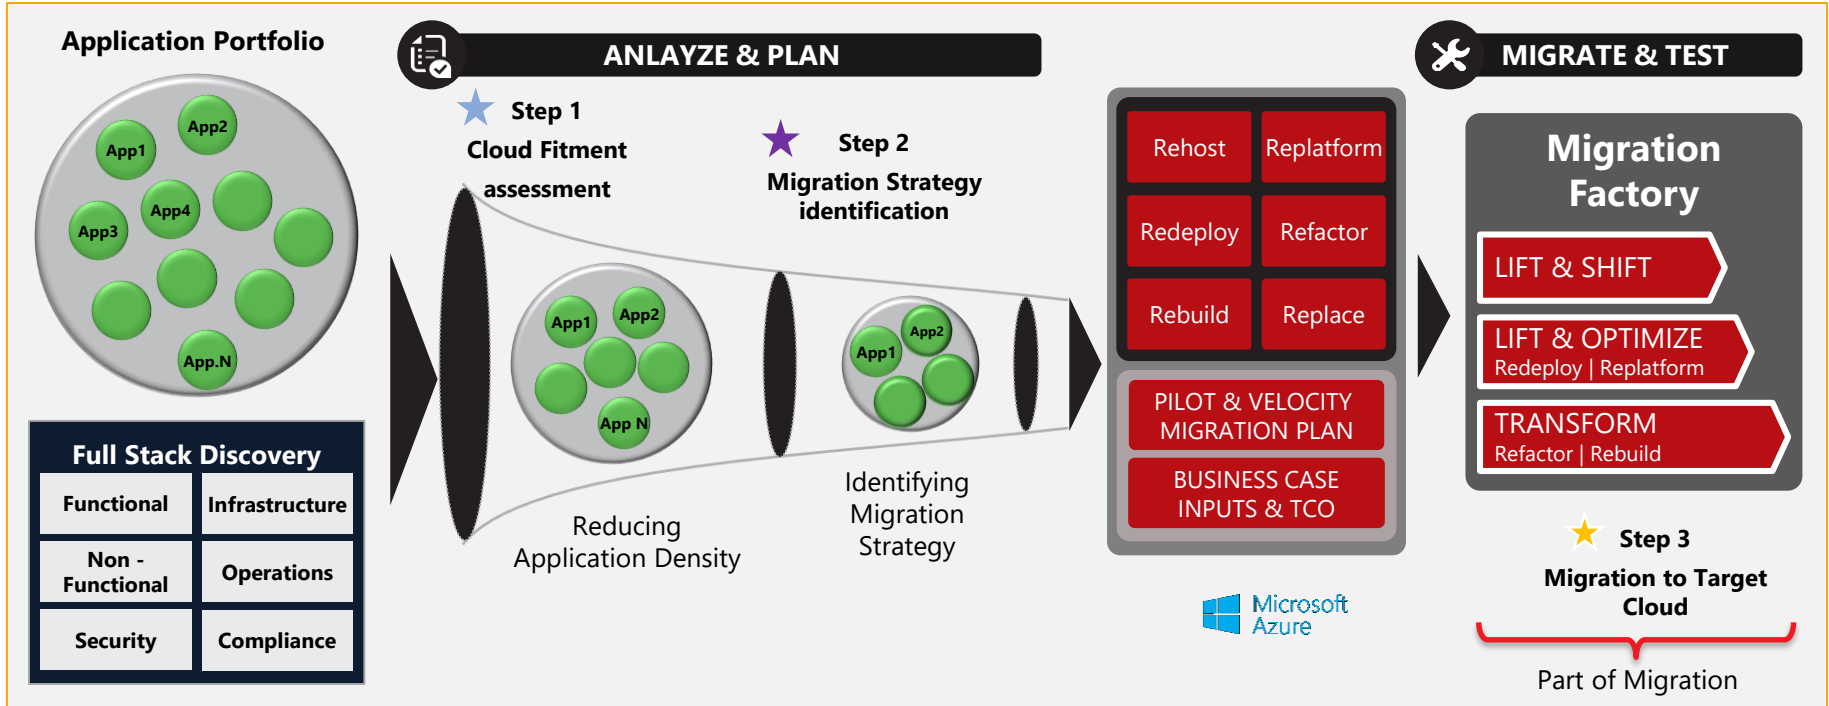 Application Portfolio
App1
App2
App3
App4
App.N
Full Stack Discovery
Functional
Infrastructure
Non -
Functional
Operations
Security
Compliance
ANLAYZE & PLAN
Step 1
Cloud Fitment
assessment
Step 2
Migration Strategy
identification
App1
App2
App N
Reducing
Application Density
App1
App2
Identifying
Migration
Strategy
Rehost
Replatform
Redeploy
Refactor
Rebuild
Replace
PILOT & VELOCITY
MIGRATION PLAN
BUSINESS CASE
INPUTS & TCO
Microsoft
Azure
MIGRATE & TEST
Migration
Factory
LIFT & SHIFT
LIFT & OPTIMIZE
Redeploy | Replatform
TRANSFORM
Refactor | Rebuild
Step 3
Migration to Target
Cloud
Part of Migration